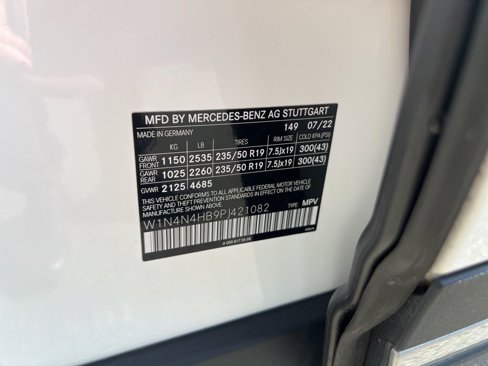 MFD BY MERCEDES-BENZ AG STUTTGART
MADE IN GERMANY 149 07/22
KG LB TIRES RIM SIZE COLD KPA (PSI)
GAWR FRONT 1150 2535 235/50 R19 7.5Jx19 300(43)
GAWR REAR 1025 2260 235/50 R19 7.5Jx19 300(43)
GVWR 2125 4685
THIS VEHICLE CONFORMS TO ALL APPLICABLE FEDERAL MOTOR VEHICLE
SAFETY AND THEFT PREVENTION STANDARDS IN EFFECT ON THE DATE OF
MANUFACTURE SHOWN ABOVE. TYPE: MPV
W1N4N4HB9PJ421082